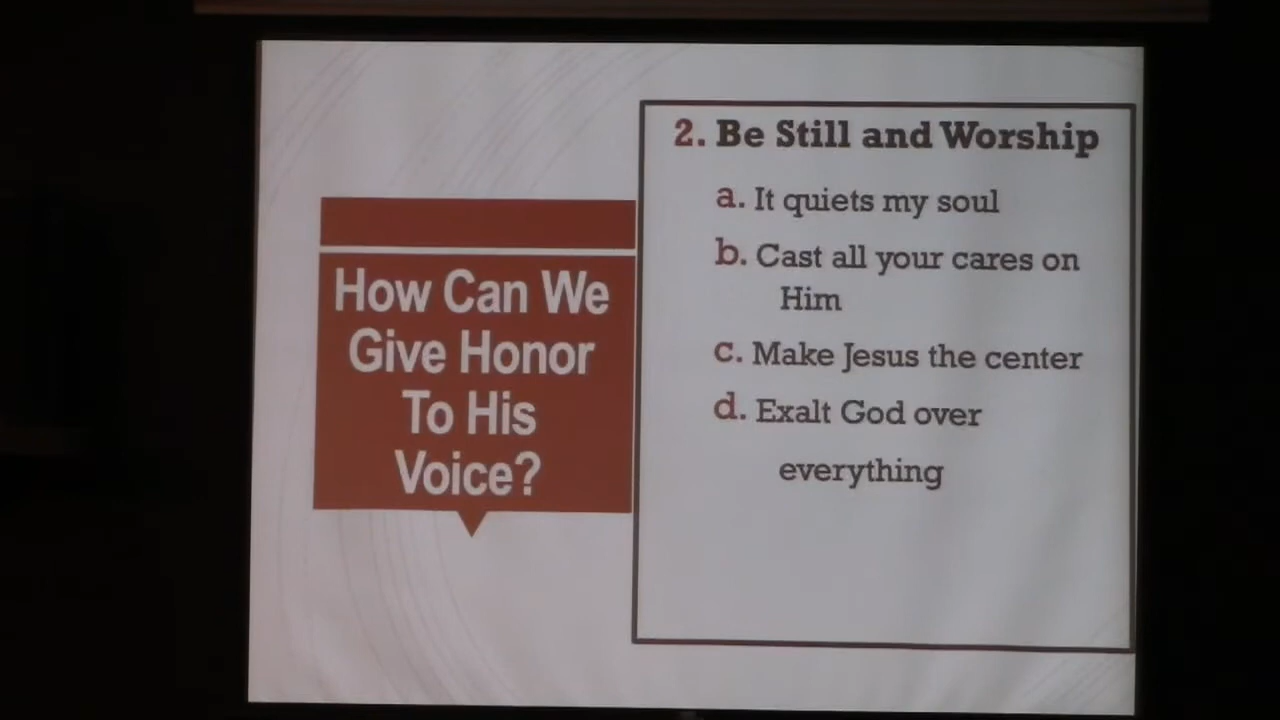 How Can We
Give Honor
To His
Voice?
2. Be Still and Worship
a. It quiets my soul
b. Cast all your cares on
Him
c. Make Jesus the center
d. Exalt God over
everything